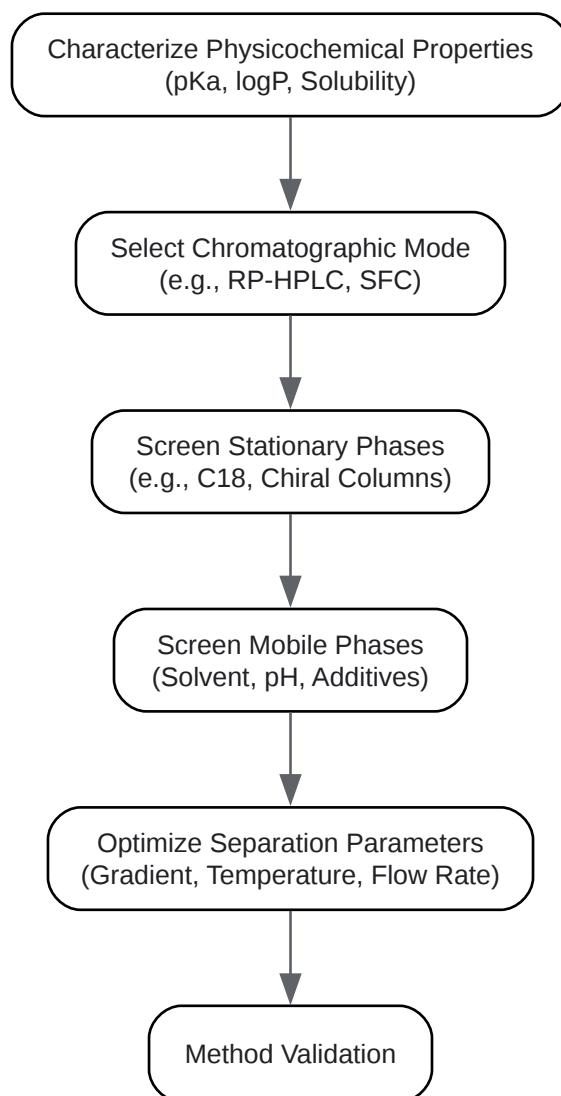 Characterize Physicochemical Properties
(pKa, logP, Solubility)
Select Chromatographic Mode
(e.g., RP-HPLC, SFC)
Screen Stationary Phases
(e.g., C18, Chiral Columns)
Screen Mobile Phases
(Solvent, pH, Additives)
Optimize Separation Parameters
(Gradient, Temperature, Flow Rate)
Method Validation